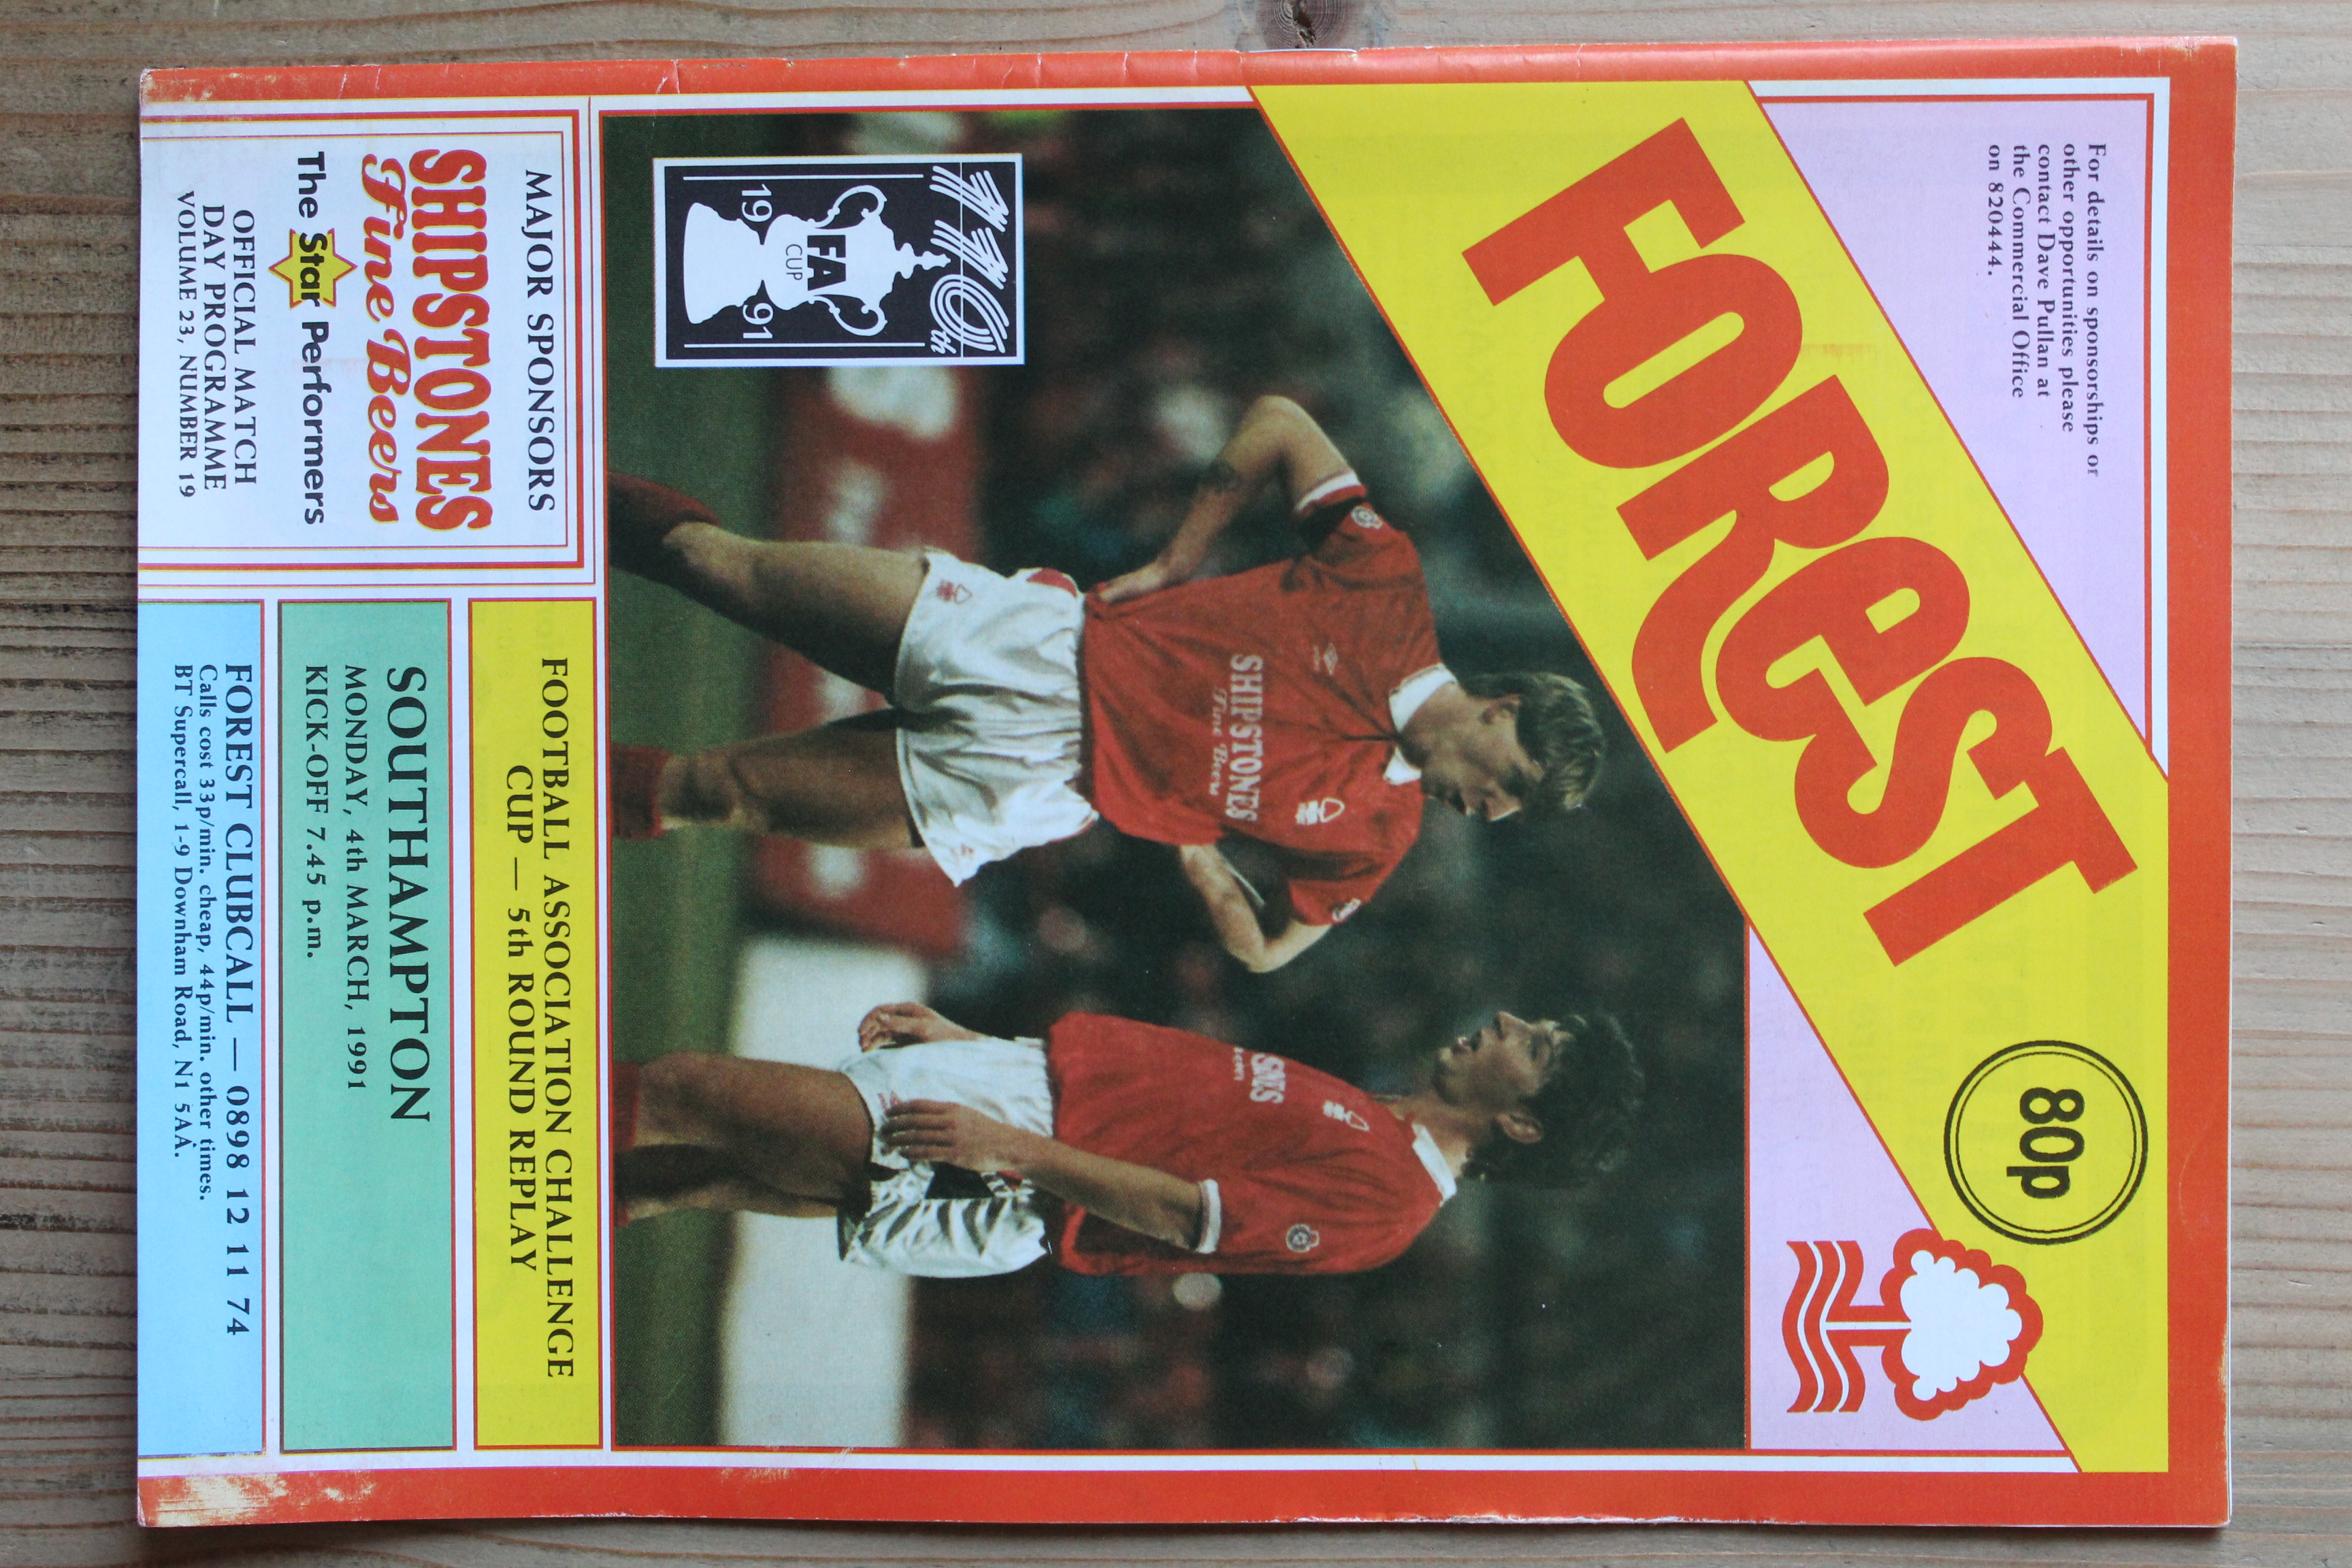 For details on sponsorships or
other opportunities please
contact Dave Pullan at
the Commercial Office
on 820444.
FOREST
80p
110th
FA
CUP
19 91
SHIPSTONES
Fine Beers
SNES
MAJOR SPONSORS
SHIPSTONES
Fine Beers
The Star Performers
OFFICIAL MATCH
DAY PROGRAMME
VOLUME 23, NUMBER 19
FOOTBALL ASSOCIATION CHALLENGE
CUP — 5th ROUND REPLAY
SOUTHAMPTON
MONDAY, 4th MARCH, 1991
KICK-OFF 7.45 p.m.
FOREST CLUBCALL — 0898 12 11 74
Calls cost 33p/min. cheap, 44p/min. other times.
BT Supercall, 1-9 Downham Road, N1 5AA.